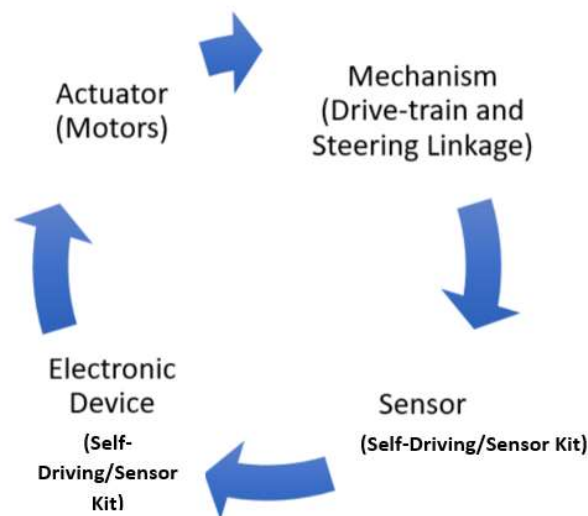 Actuator
(Motors)
Mechanism
(Drive-train and
Steering Linkage)
Electronic
Device
(Self-
Driving/Sensor
Kit)
Sensor
(Self-Driving/Sensor Kit)